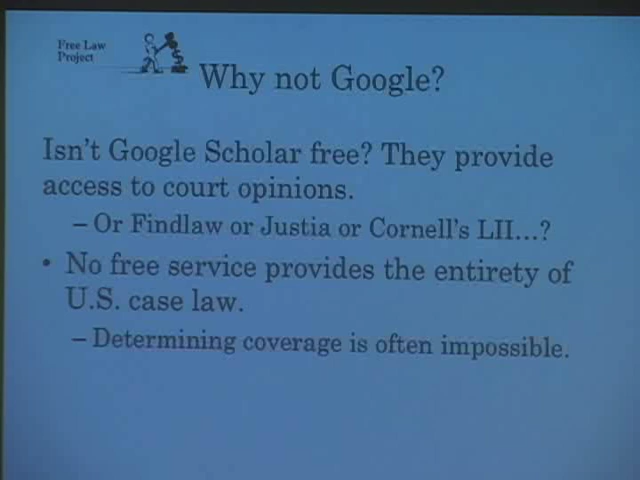 Free Law
Project
Why not Google?
Isn't Google Scholar free? They provide
access to court opinions.
– Or Findlaw or Justia or Cornell's LII...?
• No free service provides the entirety of
U.S. case law.
– Determining coverage is often impossible.